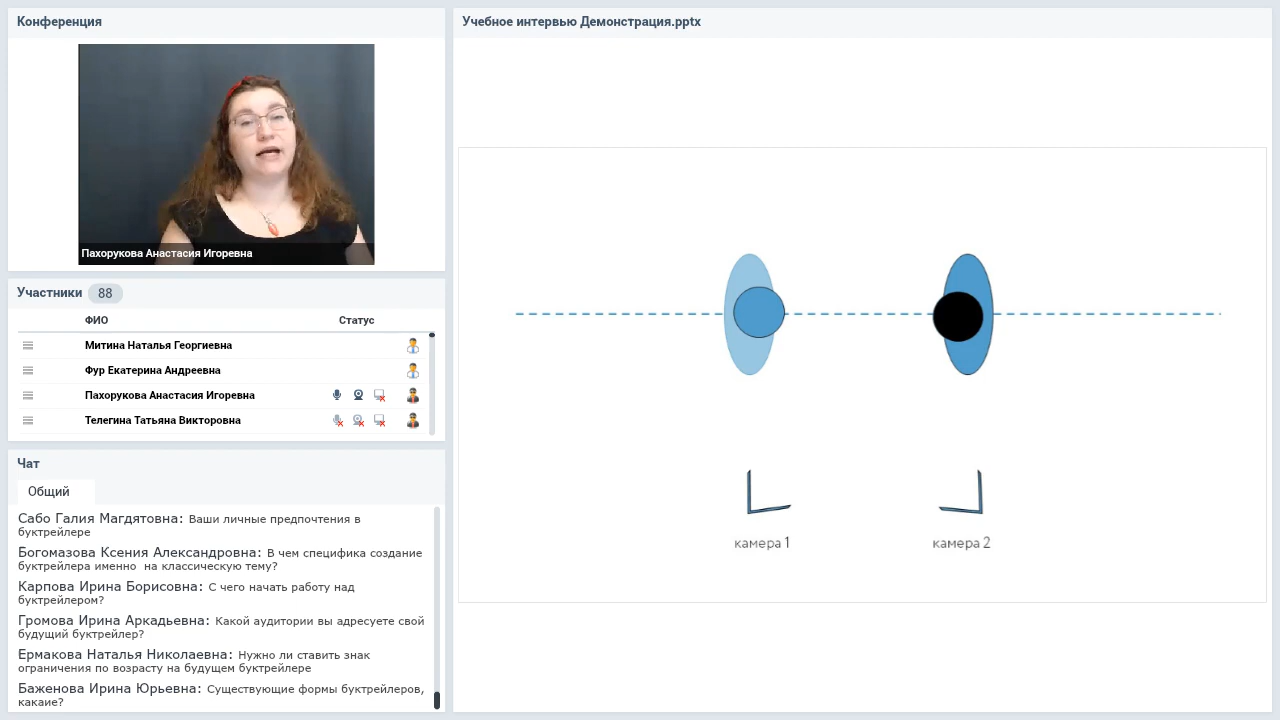 Конференция
Пахорукова Анастасия Игоревна
Участники 88
ФИО Статус
Митина Наталья Георгиевна
Фур Екатерина Андреевна
Пахорукова Анастасия Игоревна
Телегина Татьяна Викторовна
Чат
Общий
Сабо Галия Магдятовна: Ваши личные предпочтения в
буктрейлере
Богомазова Ксения Александровна: В чем специфика создание
буктрейлера именно на классическую тему?
Карпова Ирина Борисовна: С чего начать работу над
буктрейлером?
Громова Ирина Аркадьевна: Какой аудитории вы адресуете свой
будущий буктрейлер?
Ермакова Наталья Николаевна: Нужно ли ставить знак
ограничения по возрасту на будущем буктрейлере
Баженова Ирина Юрьевна: Существующие формы буктрейлеров,
какаие?
Учебное интервью Демонстрация.pptx
камера 1 камера 2